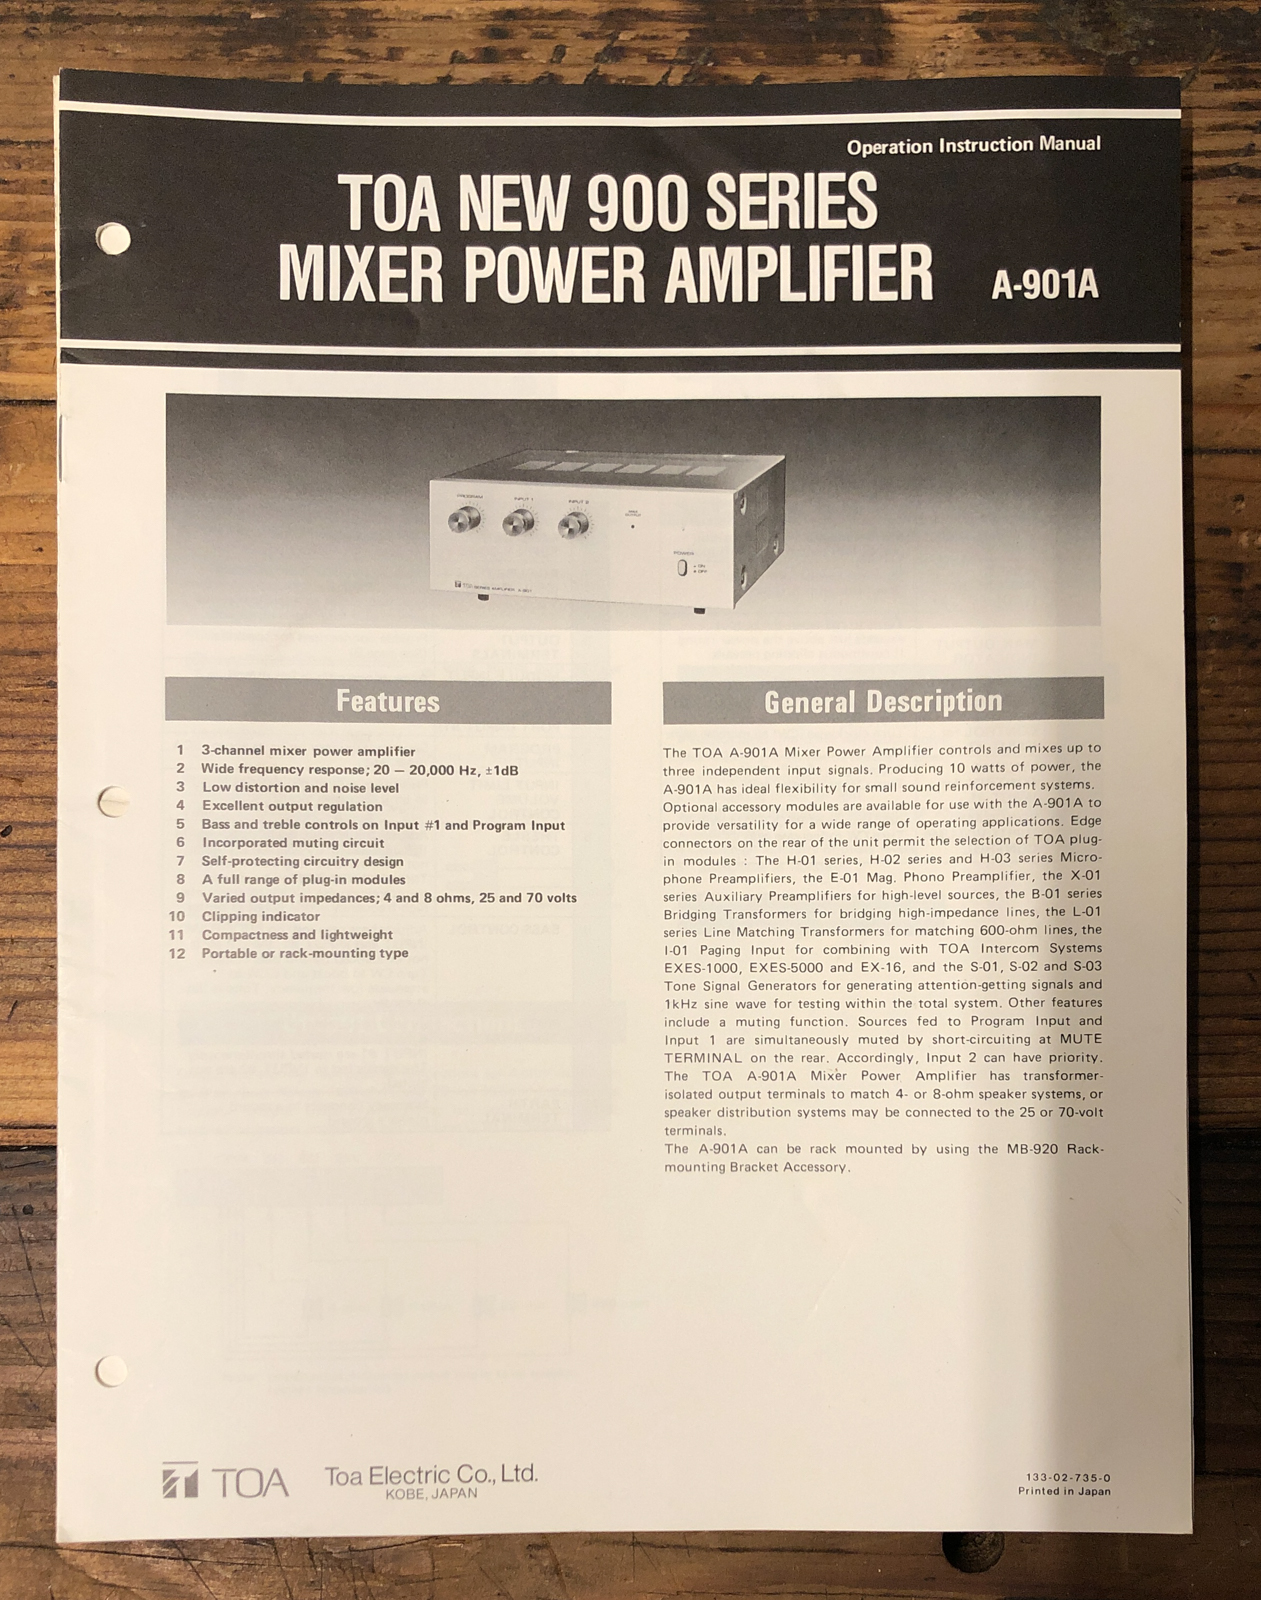 Operation Instruction Manual
TOA NEW 900 SERIES
MIXER POWER AMPLIFIER A-901A
PROGRAM INPUT 1 INPUT 2
POWER
ON
OFF
TOA
Features
1 3-channel mixer power amplifier
2 Wide frequency response; 20 – 20,000 Hz, ±1dB
3 Low distortion and noise level
4 Excellent output regulation
5 Bass and treble controls on Input #1 and Program Input
6 Incorporated muting circuit
7 Self-protecting circuitry design
8 A full range of plug-in modules
9 Varied output impedances; 4 and 8 ohms, 25 and 70 volts
10 Clipping indicator
11 Compactness and lightweight
12 Portable or rack-mounting type
General Description
The TOA A-901A Mixer Power Amplifier controls and mixes up to
three independent input signals. Producing 10 watts of power, the
A-901A has ideal flexibility for small sound reinforcement systems.
Optional accessory modules are available for use with the A-901A to
provide versatility for a wide range of operating applications. Edge
connectors on the rear of the unit permit the selection of TOA plug-
in modules : The H-01 series, H-02 series and H-03 series Micro-
phone Preamplifiers, the E-01 Mag. Phono Preamplifier, the X-01
series Auxiliary Preamplifiers for high-level sources, the B-01 series
Bridging Transformers for bridging high-impedance lines, the L-01
series Line Matching Transformers for matching 600-ohm lines, the
I-01 Paging Input for combining with TOA Intercom Systems
EXES-1000, EXES-5000 and EX-16, and the S-01, S-02 and S-03
Tone Signal Generators for generating attention-getting signals and
1kHz sine wave for testing within the total system. Other features
include a muting function. Sources fed to Program Input and
Input 1 are simultaneously muted by short-circuiting at MUTE
TERMINAL on the rear. Accordingly, Input 2 can have priority.
The TOA A-901A Mixer Power Amplifier has transformer-
isolated output terminals to match 4- or 8-ohm speaker systems, or
speaker distribution systems may be connected to the 25 or 70-volt
terminals.
The A-901A can be rack mounted by using the MB-920 Rack-
mounting Bracket Accessory.
TOA Toa Electric Co., Ltd.
KOBE, JAPAN
133-02-735-0
Printed in Japan